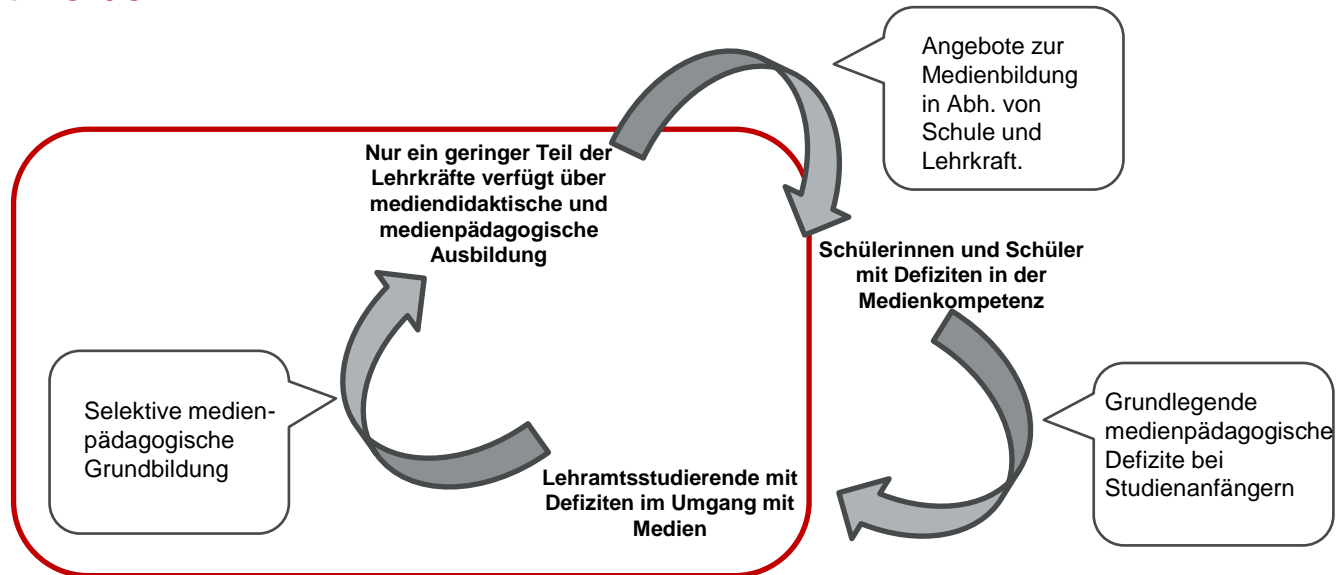 Angebote zur
Medienbildung
in Abh. von
Schule und
Lehrkraft.
Nur ein geringer Teil der
Lehrkräfte verfügt über
mediendidaktische und
medienpädagogische
Ausbildung
Schülerinnen und Schüler
mit Defiziten in der
Medienkompetenz
Selektive medien-
pädagogische
Grundbildung
Grundlegende
medienpädagogische
Defizite bei
Studienanfängern
Lehramtsstudierende mit
Defiziten im Umgang mit
Medien